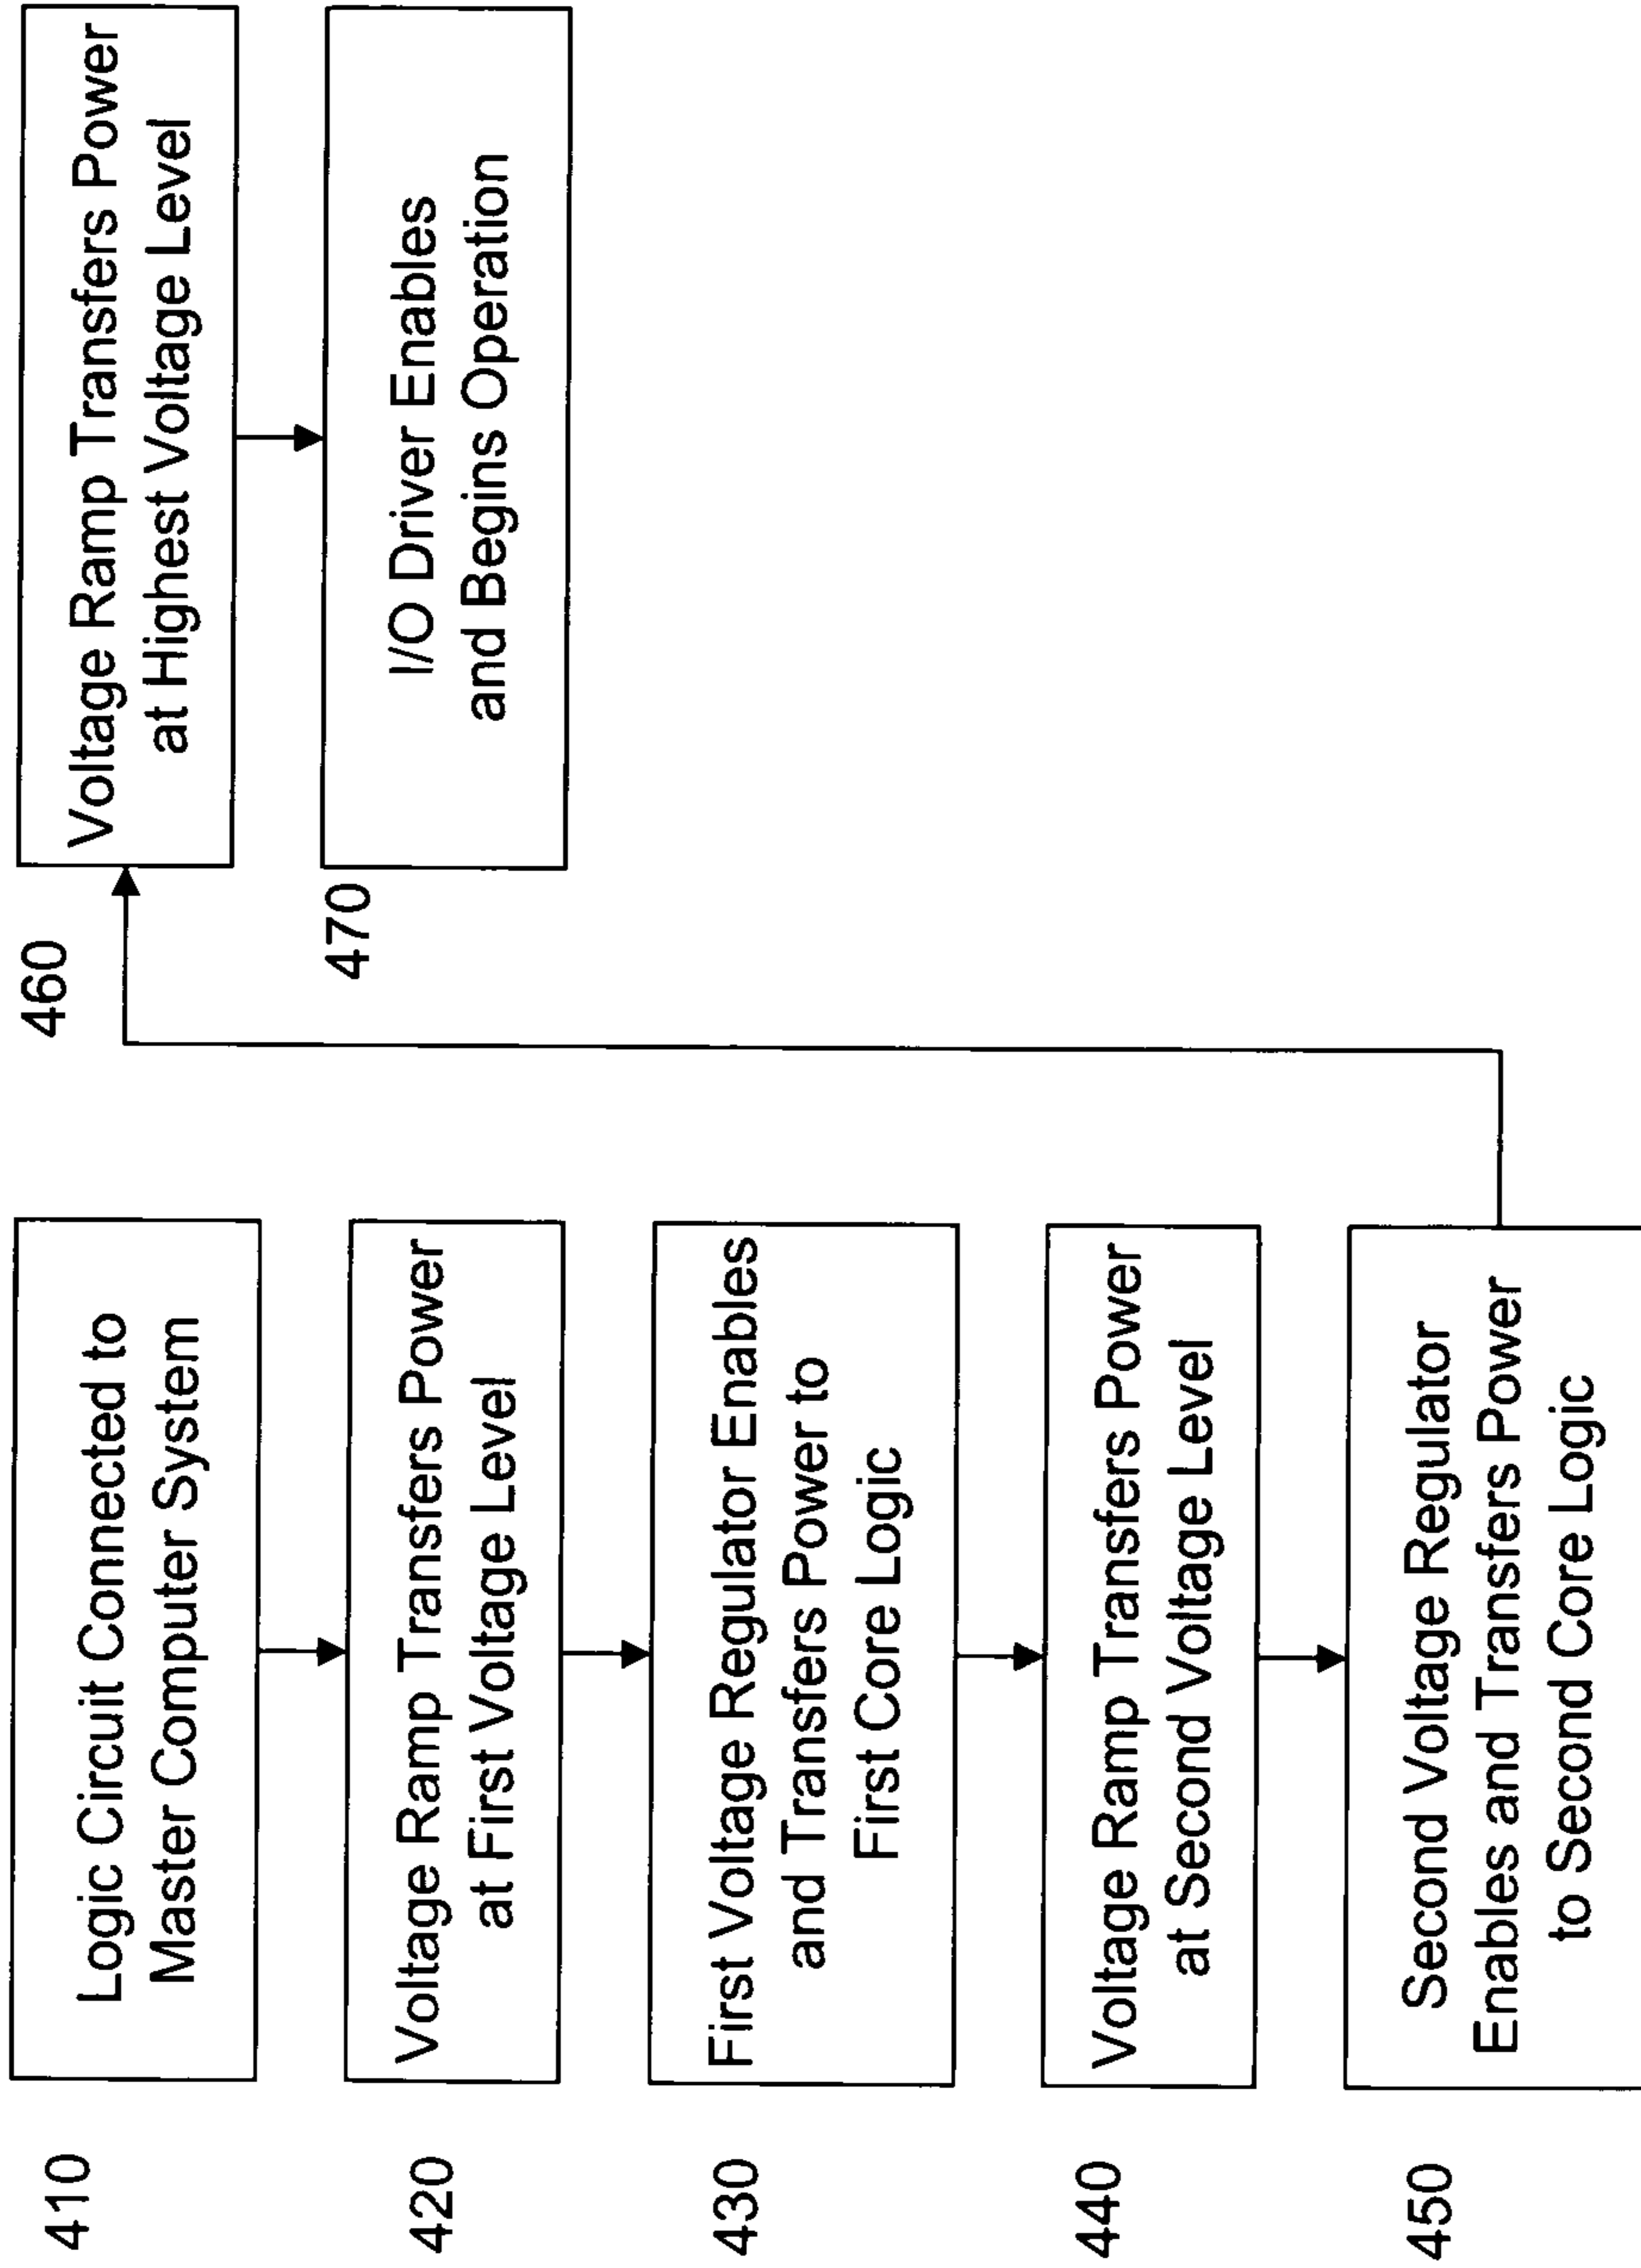 410
Logic Circuit Connected to
Master Computer System
420
Voltage Ramp Transfers Power
at First Voltage Level
430
First Voltage Regulator Enables
and Transfers Power to
First Core Logic
440
Voltage Ramp Transfers Power
at Second Voltage Level
450
Second Voltage Regulator
Enables and Transfers Power
to Second Core Logic
460
Voltage Ramp Transfers Power
at Highest Voltage Level
470
I/O Driver Enables
and Begins Operation